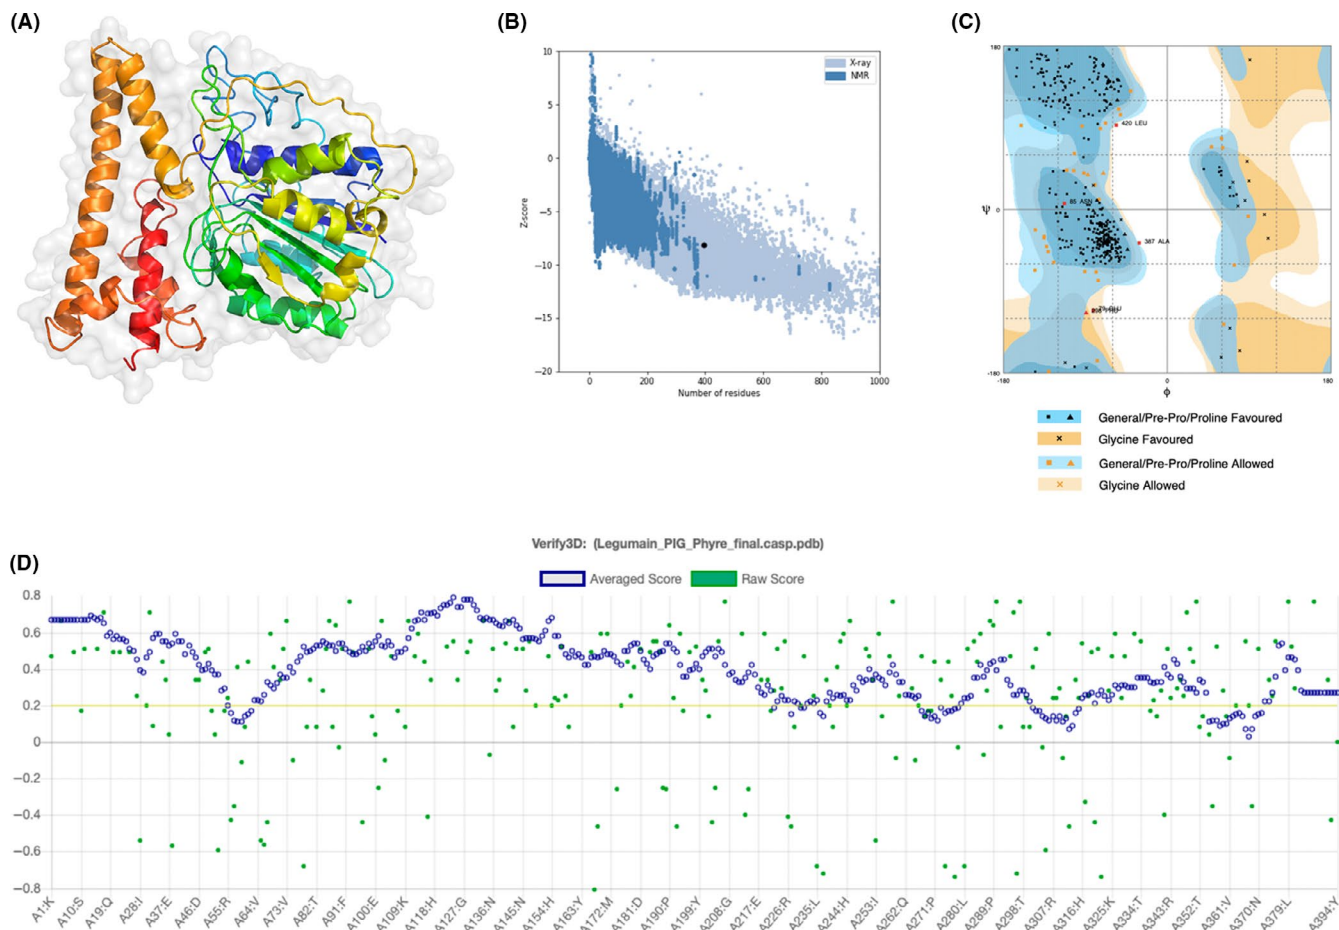 (A)
(B)
(C)
10
5
0
−5
−10
−15
−20
Z-score
X-ray
NMR
0
200
400
600
800
1000
Number of residues
180
ψ
0
-180
420 LEU
85 ASN
387 ALA
-180
0
180
ϕ
General/Pre-Pro/Proline Favoured
Glycine Favoured
General/Pre-Pro/Proline Allowed
Glycine Allowed
(D)
Verify3D: (Legumain_PIG_Phyre_final.casp.pdb)
Averaged Score
Raw Score
0.8
0.6
0.4
0.2
0
−0.2
−0.4
−0.6
−0.8
A1:K
A10:S
A19:Q
A28:I
A37:E
A46:D
A55:R
A64:V
A73:V
A82:T
A91:F
A100:E
A109:K
A118:H
A127:G
A136:N
A145:N
A154:H
A163:Y
A172:M
A181:D
A190:P
A199:Y
A208:G
A217:E
A226:R
A235:L
A244:H
A253:I
A262:Q
A271:P
A280:L
A289:P
A298:T
A307:R
A316:H
A325:K
A334:T
A343:R
A352:T
A361:V
A370:N
A379:L
A394:Y